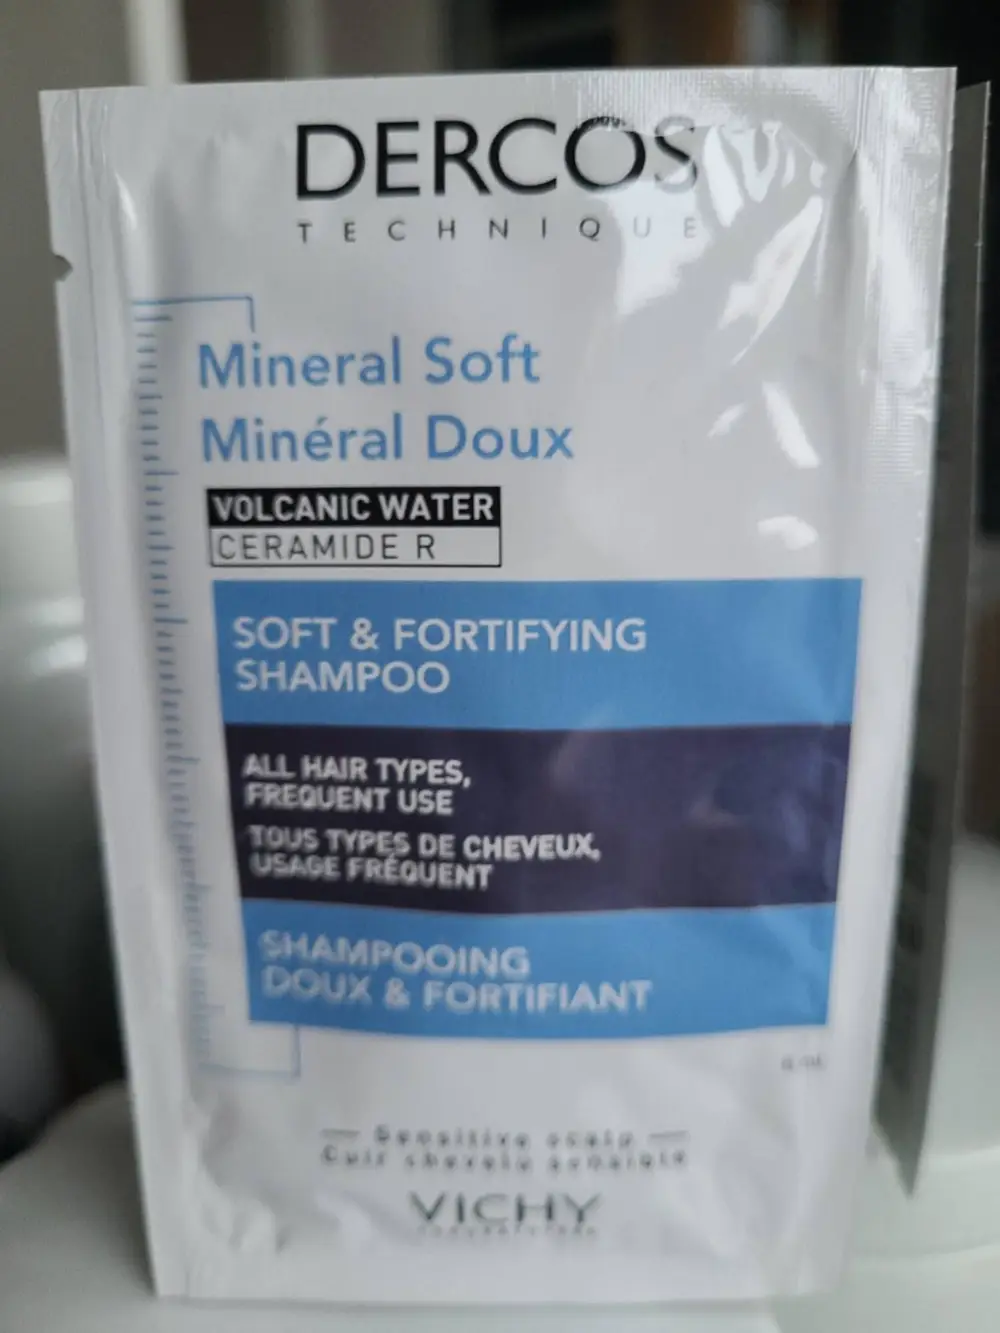 DERCOS
TECHNIQUE
Mineral Soft
Minéral Doux
VOLCANIC WATER
CERAMIDE R
SOFT & FORTIFYING
SHAMPOO
ALL HAIR TYPES,
FREQUENT USE
TOUS TYPES DE CHEVEUX,
USAGE FRÉQUENT
SHAMPOOING
DOUX & FORTIFIANT
Sensitive scalp
Cuir chevelu sensible
VICHY
LABORATOIRES